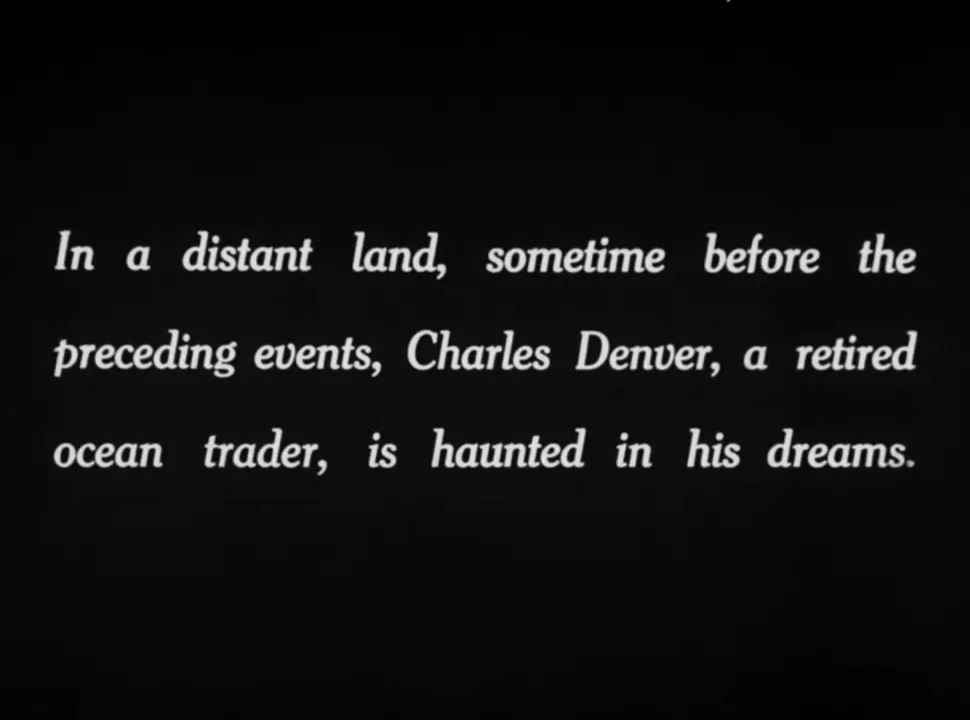 In a distant land, sometime before the
preceding events, Charles Denver, a retired
ocean trader, is haunted in his dreams.